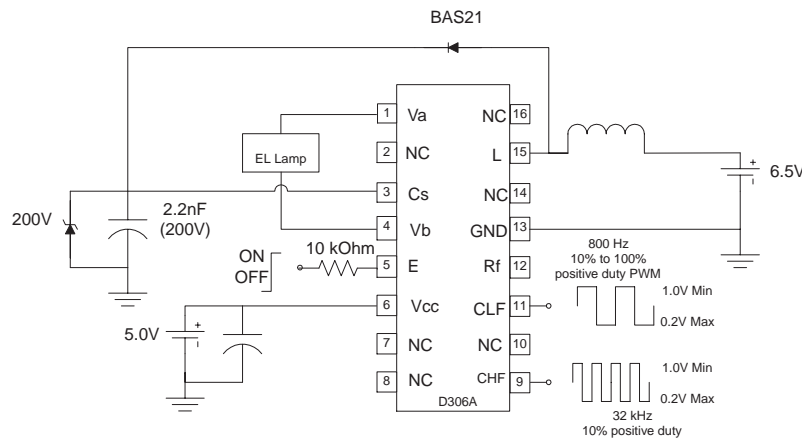 BAS21
1 Va
NC 16
2 NC
L 15
EL Lamp
+
6.5V
3 Cs
NC 14
200V
2.2nF
(200V)
4 Vb
GND 13
ON
OFF
10 kOhm
5 E
Rf 12
800 Hz
10% to 100%
positive duty PWM
1.0V Min
0.2V Max
6 Vcc
CLF 11
5.0V
+
7 NC
NC 10
8 NC
CHF 9
D306A
1.0V Min
0.2V Max
32 kHz
10% positive duty